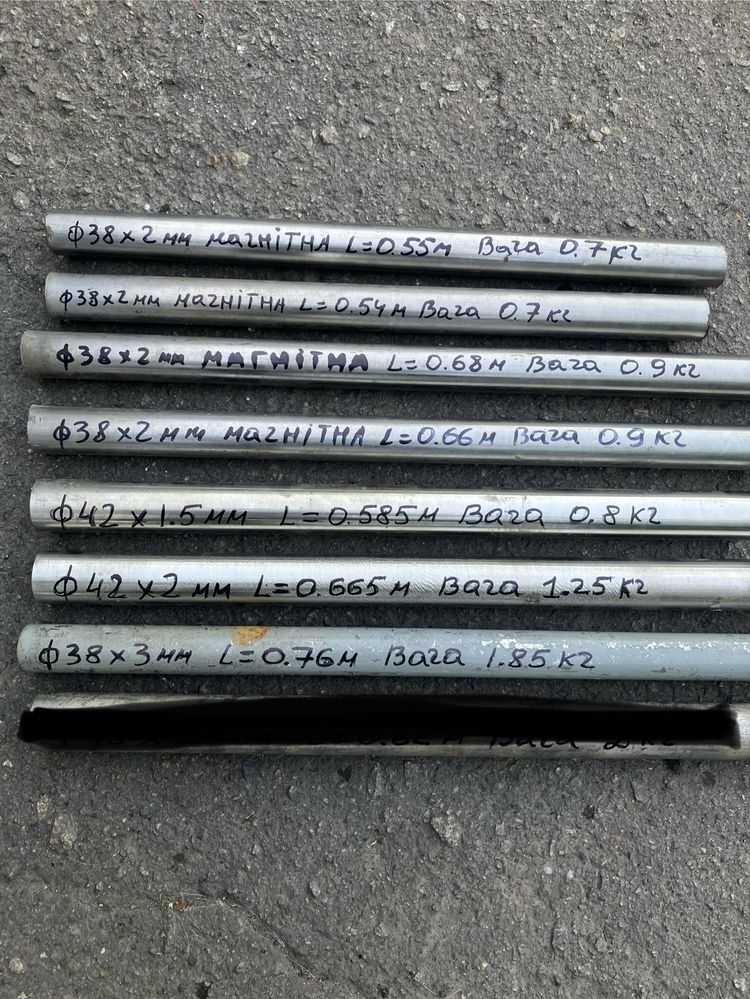 ф38×2мм магнітна L=0.55м Вага 0.7кг
ф38×2мм магнітна L=0.54м Вага 0.7кг
ф38×2мм магнітна L=0.68м Вага 0.9кг
ф38×2мм магнітна L=0.66м Вага 0.9кг
ф42×1.5мм L=0.585м Вага 0.8кг
ф42×2мм L=0.665м Вага 1.25кг
ф38×3мм L=0.76м Вага 1.85кг